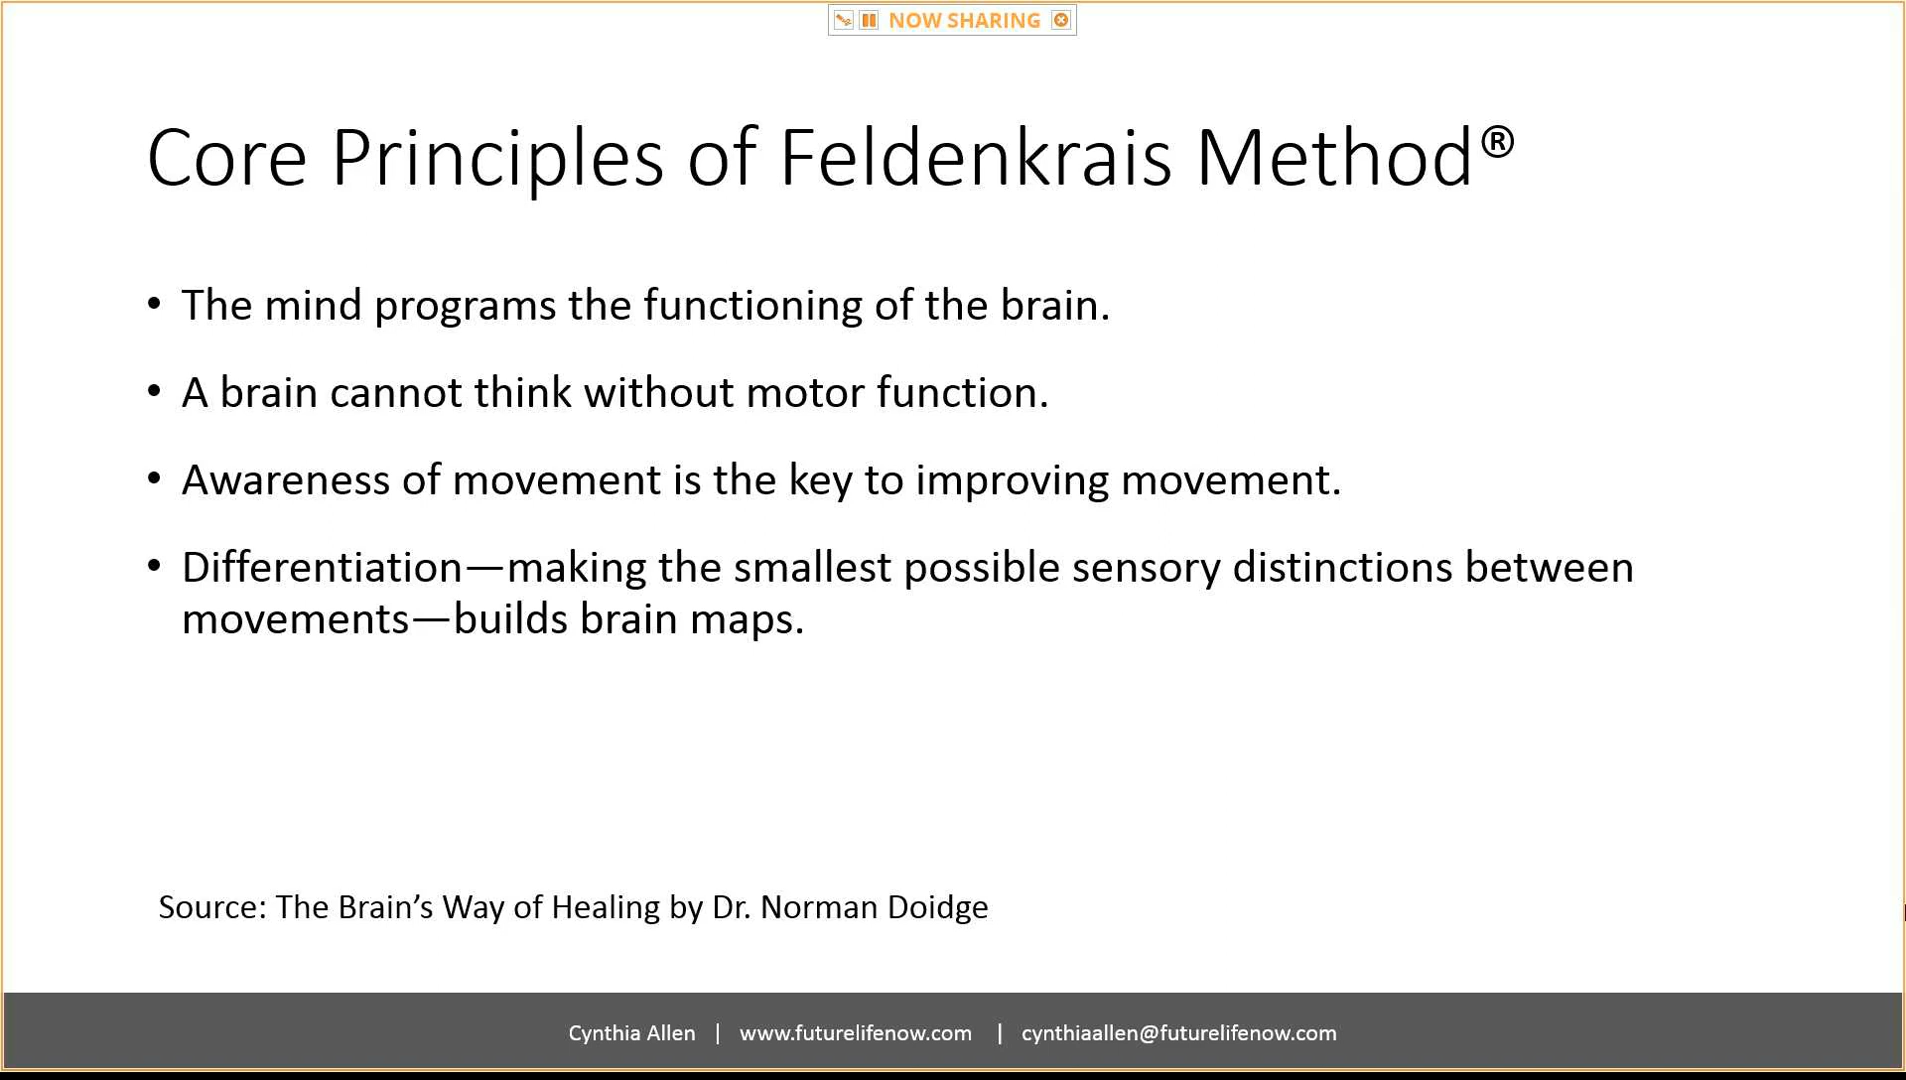 NOW SHARING
Core Principles of Feldenkrais Method®
• The mind programs the functioning of the brain.
• A brain cannot think without motor function.
• Awareness of movement is the key to improving movement.
• Differentiation—making the smallest possible sensory distinctions between
movements—builds brain maps.
Source: The Brain’s Way of Healing by Dr. Norman Doidge
Cynthia Allen | www.futurelifenow.com | cynthiaallen@futurelifenow.com